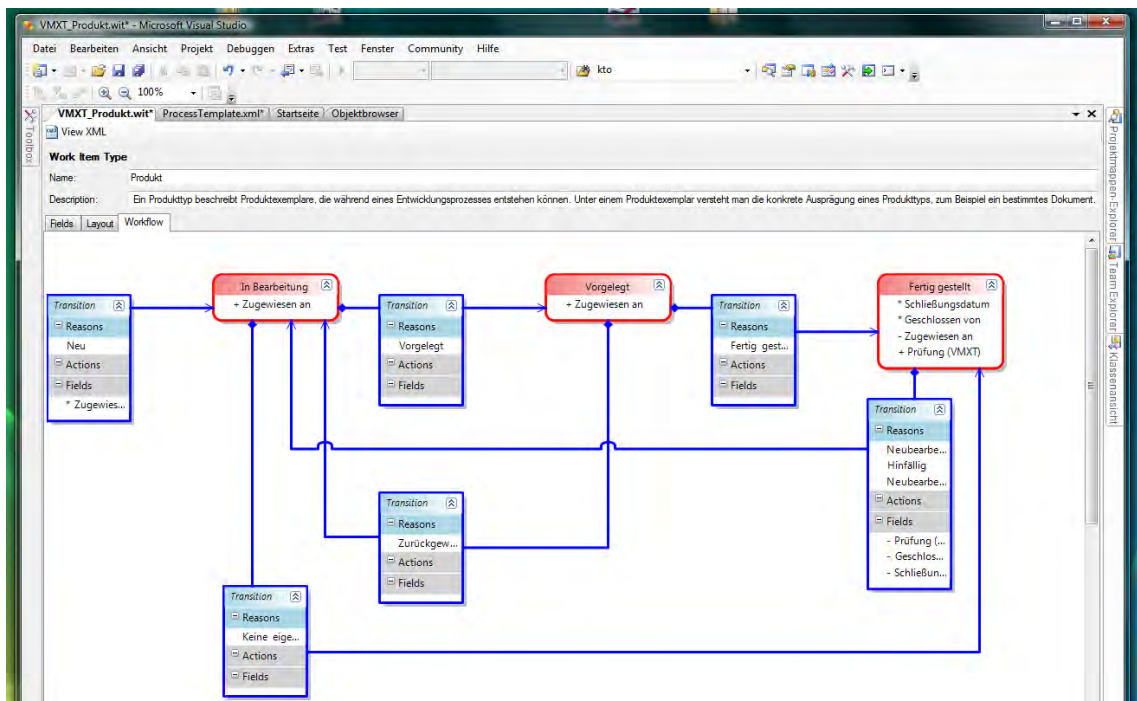 VMXT_Produkt.wit* - Microsoft Visual Studio
Datei Bearbeiten Ansicht Projekt Debuggen Extras Test Fenster Community Hilfe
kto
100%
VMXT_Produkt.wit* ProcessTemplate.xml* Startseite Objektbrowser
Toolbox
View XML
Work Item Type
Name: Produkt
Description: Ein Produkttyp beschreibt Produktexemplare, die während eines Entwicklungsprozesses entstehen können. Unter einem Produktexemplar versteht man die konkrete Ausprägung eines Produkttyps, zum Beispiel ein bestimmtes Dokument.
Fields Layout Workflow
Transition
Reasons
Neu
Actions
Fields
* Zugewies...
In Bearbeitung
+ Zugewiesen an
Transition
Reasons
Vorgelegt
Actions
Fields
Vorgelegt
+ Zugewiesen an
Transition
Reasons
Fertig gest...
Actions
Fields
Fertig gestellt
* Schließungsdatum
* Geschlossen von
- Zugewiesen an
+ Prüfung (VMXT)
Transition
Reasons
Neubearbe...
Hinfällig
Neubearbe...
Actions
Fields
- Prüfung (...
- Geschlos...
- Schließun...
Transition
Reasons
Zurückgew...
Actions
Fields
Transition
Reasons
Keine eige...
Actions
Fields
Projektmappen-Explorer
Team Explorer
Klassenansicht